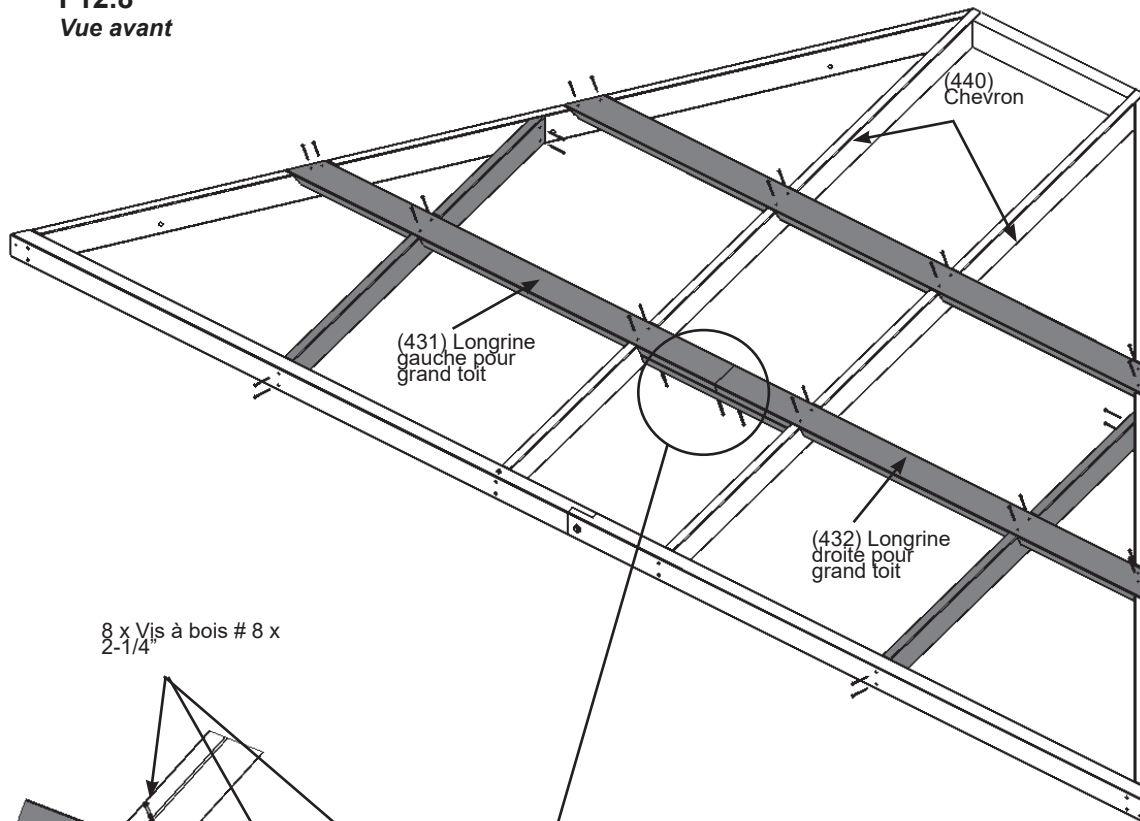 F12.8
Vue avant
(440)
Chevron
(431) Longrine
gauche pour
grand toit
(432) Longrine
droite pour
grand toit
8 x Vis à bois # 8 x
2-1/4”